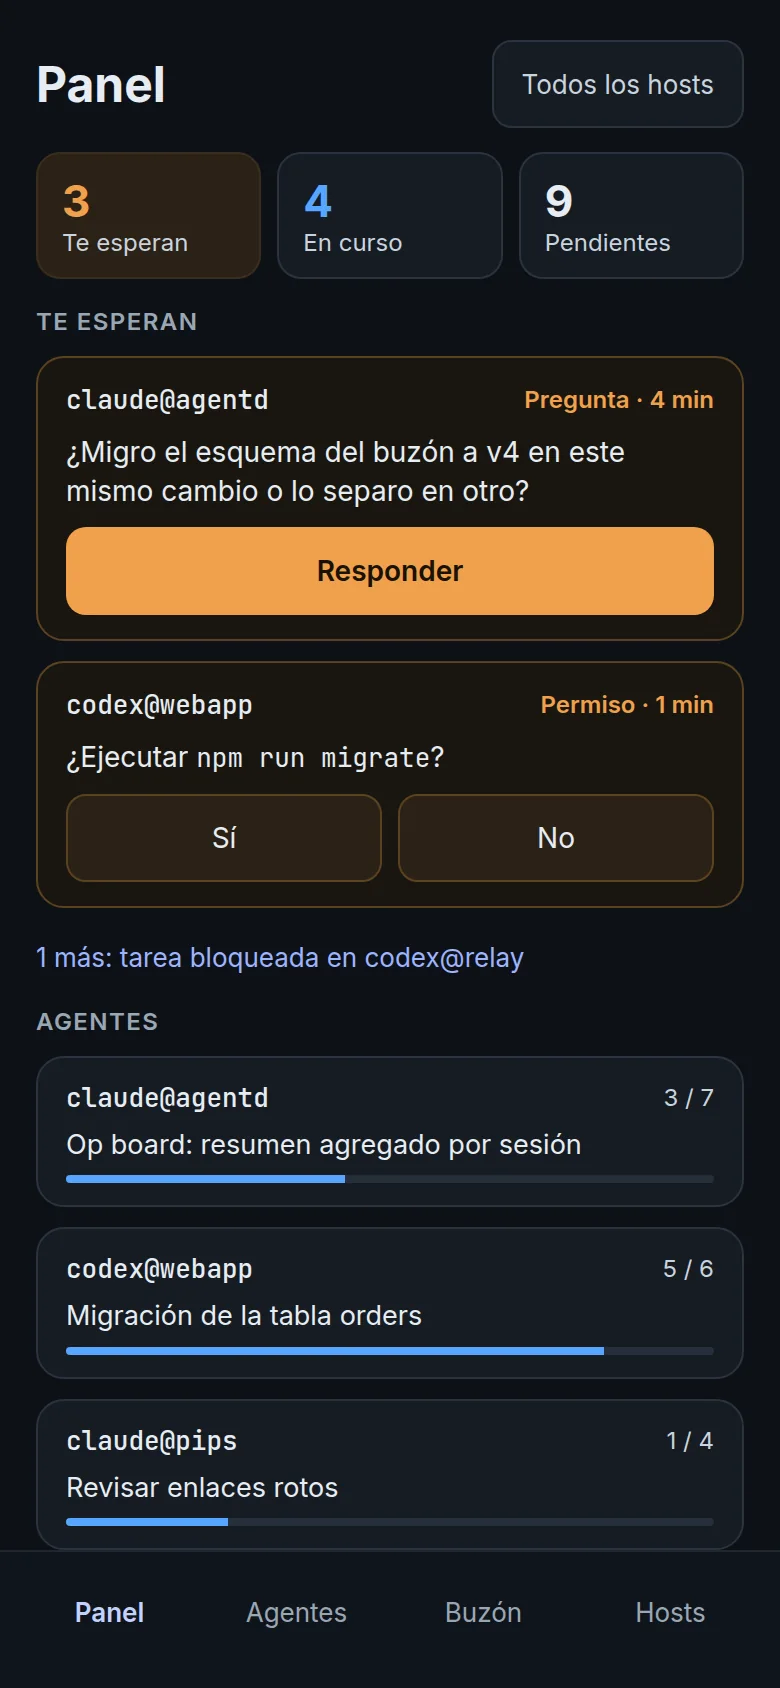 Panel
Todos los hosts
3
Te esperan
4
En curso
9
Pendientes
TE ESPERAN
claude@agentd
Pregunta · 4 min
¿Migro el esquema del buzón a v4 en este
mismo cambio o lo separo en otro?
Responder
codex@webapp
Permiso · 1 min
¿Ejecutar npm run migrate?
Sí
No
1 más: tarea bloqueada en codex@relay
AGENTES
claude@agentd
3 / 7
Op board: resumen agregado por sesión
codex@webapp
5 / 6
Migración de la tabla orders
claude@pips
1 / 4
Revisar enlaces rotos
Panel
Agentes
Buzón
Hosts